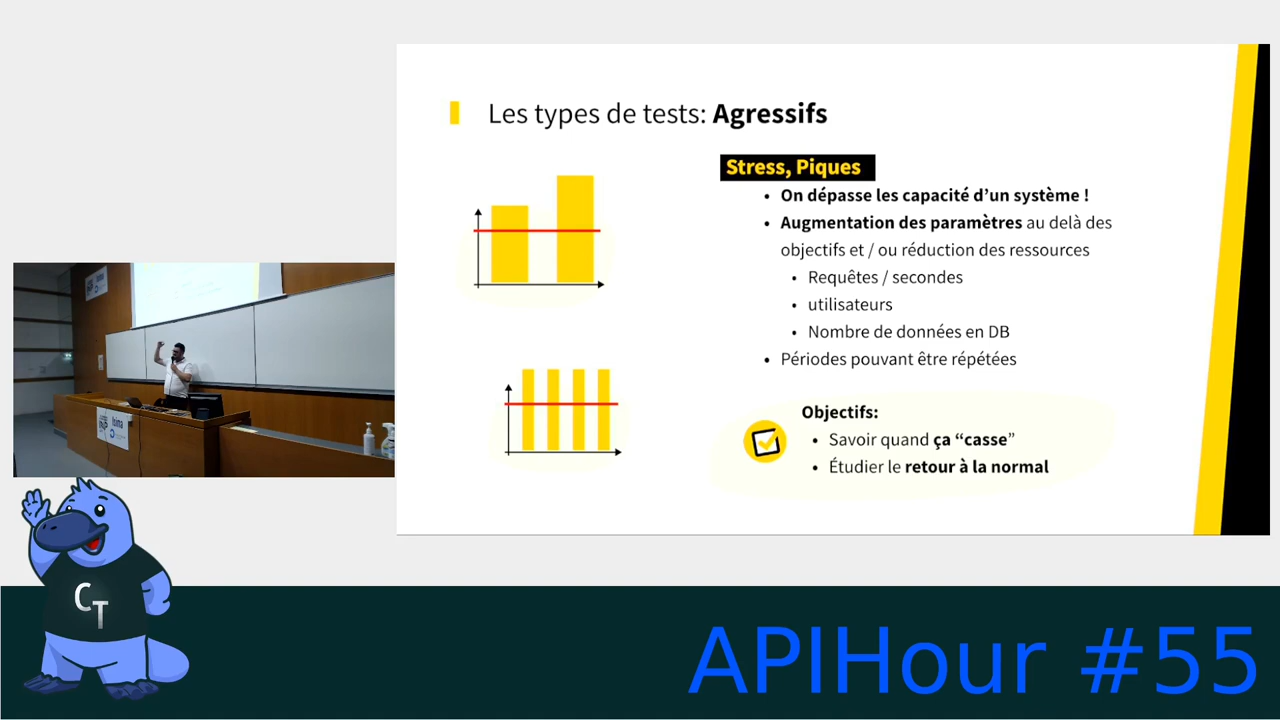 Les types de tests: Agressifs
Stress, Piques
On dépasse les capacité d’un système !
Augmentation des paramètres au delà des
objectifs et / ou réduction des ressources
Requêtes / secondes
utilisateurs
Nombre de données en DB
Périodes pouvant être répétées
Objectifs:
Savoir quand ça “casse”
Étudier le retour à la normal
isima
CT
APIHour #55